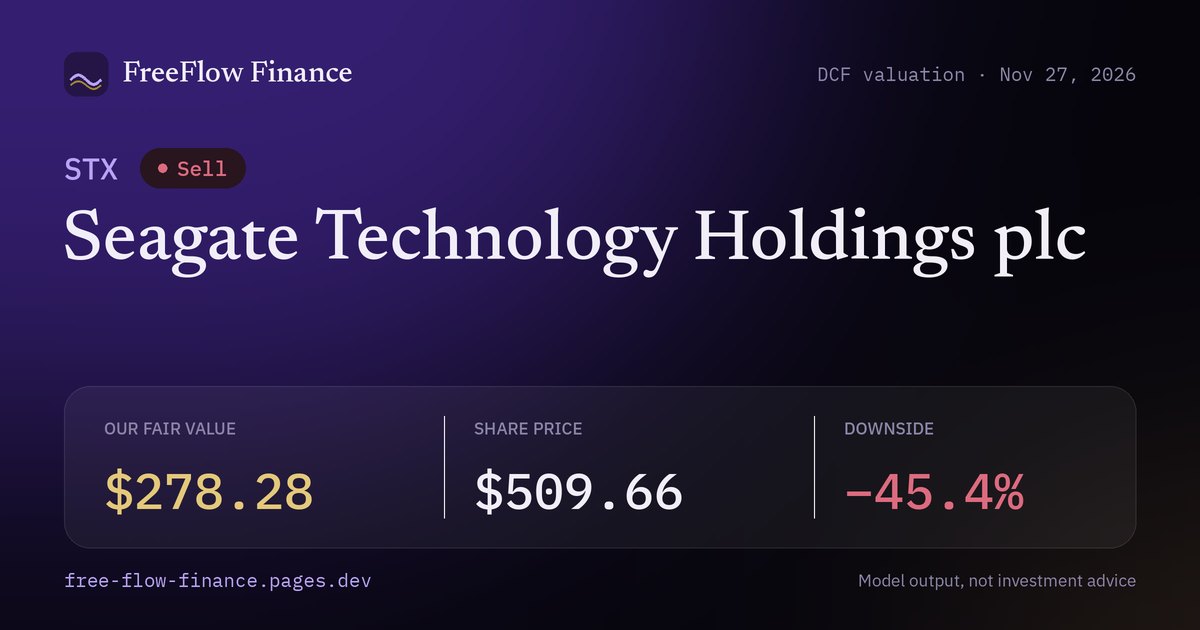 FreeFlow Finance
DCF valuation · Nov 27, 2026
STX
Sell
Seagate Technology Holdings plc
OUR FAIR VALUE
$278.28
SHARE PRICE
$509.66
DOWNSIDE
−45.4%
free-flow-finance.pages.dev
Model output, not investment advice